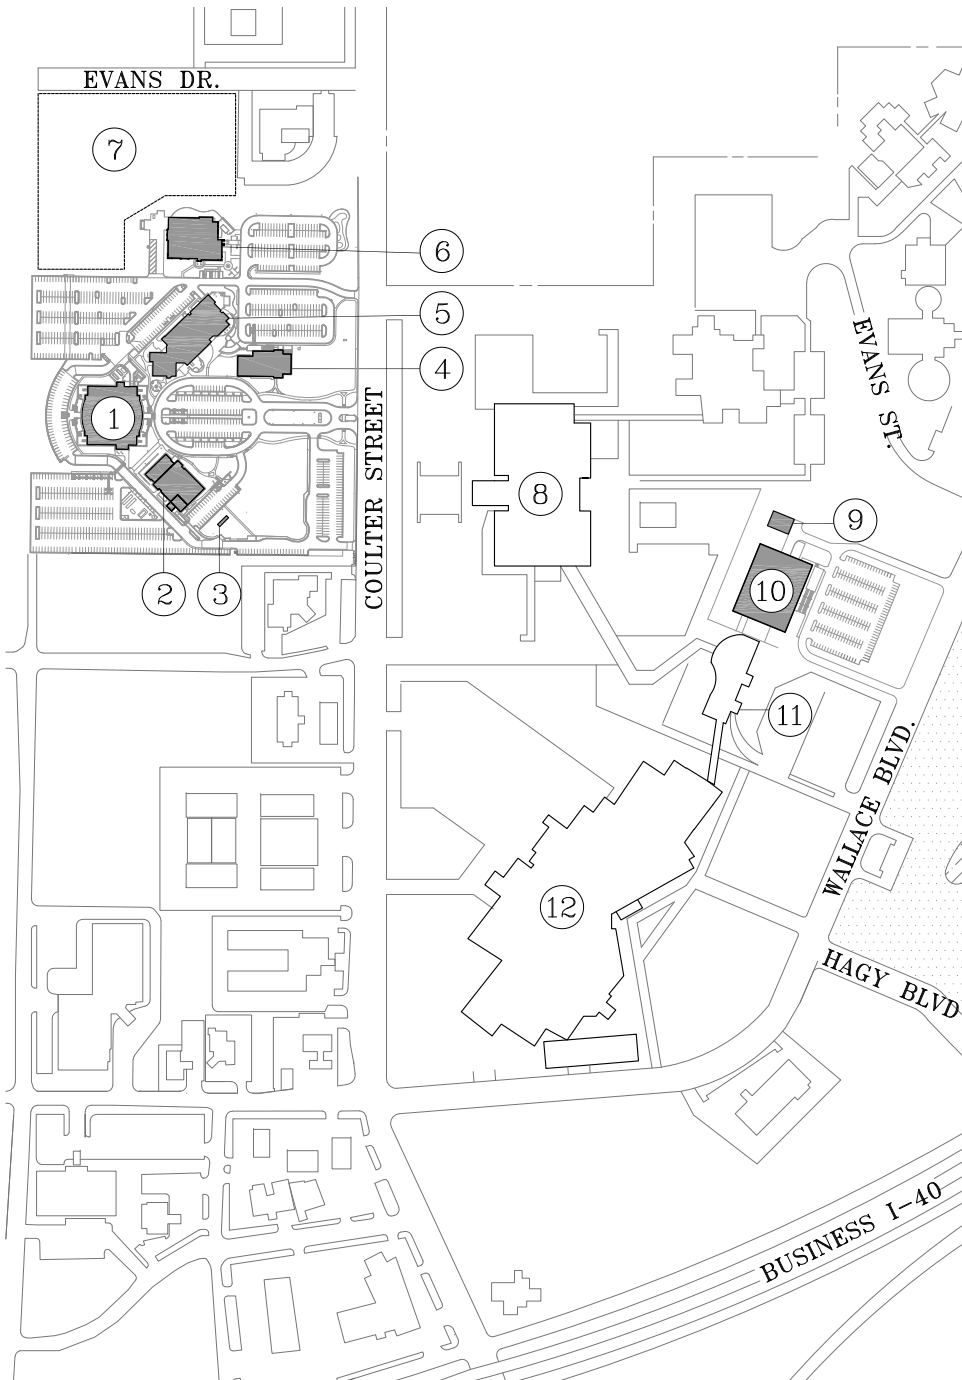 EVANS DR.
7
6
5
4
1
EVANS ST.
COULTER STREET
8
9
10
2
3
11
WALLACE BLVD.
12
HAGY BLVD
BUSINESS I-40